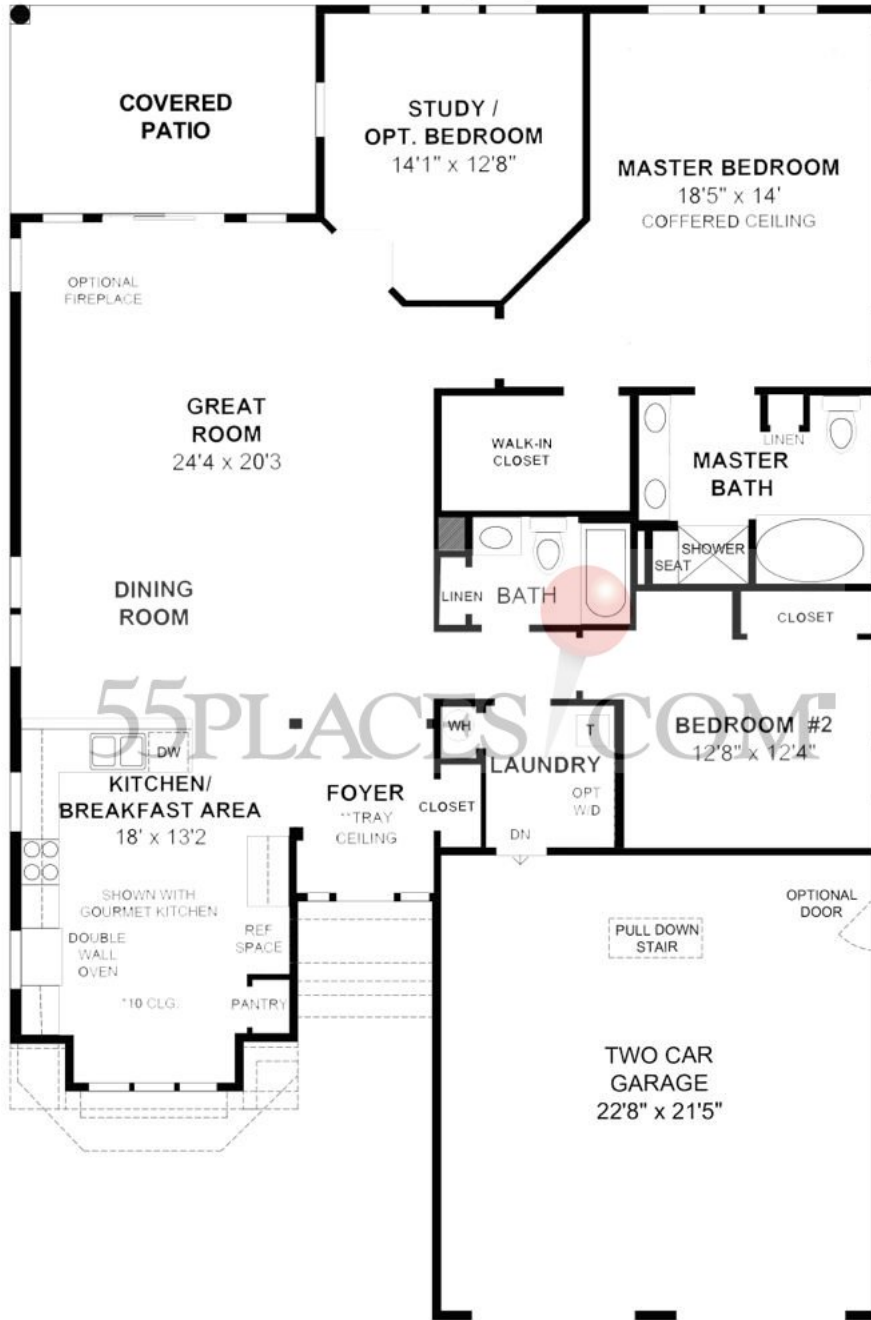 COVERED
PATIO
STUDY /
OPT. BEDROOM
14'1" x 12'8"
MASTER BEDROOM
18'5" x 14'
COFFERED CEILING
OPTIONAL
FIREPLACE
GREAT
ROOM
24'4 x 20'3
WALK-IN
CLOSET
LINEN
MASTER
BATH
SHOWER
SEAT
LINEN
BATH
CLOSET
DINING
ROOM
55PLACES.COM
WH
T
BEDROOM #2
12'8" x 12'4"
DW
LAUNDRY
KITCHEN/
BREAKFAST AREA
18' x 13'2
FOYER
**TRAY
CEILING
CLOSET
OPT
W/D
DN
SHOWN WITH
GOURMET KITCHEN
DOUBLE
WALL
OVEN
REF
SPACE
*10 CLG.
PANTRY
PULL DOWN
STAIR
OPTIONAL
DOOR
TWO CAR
GARAGE
22'8" x 21'5"